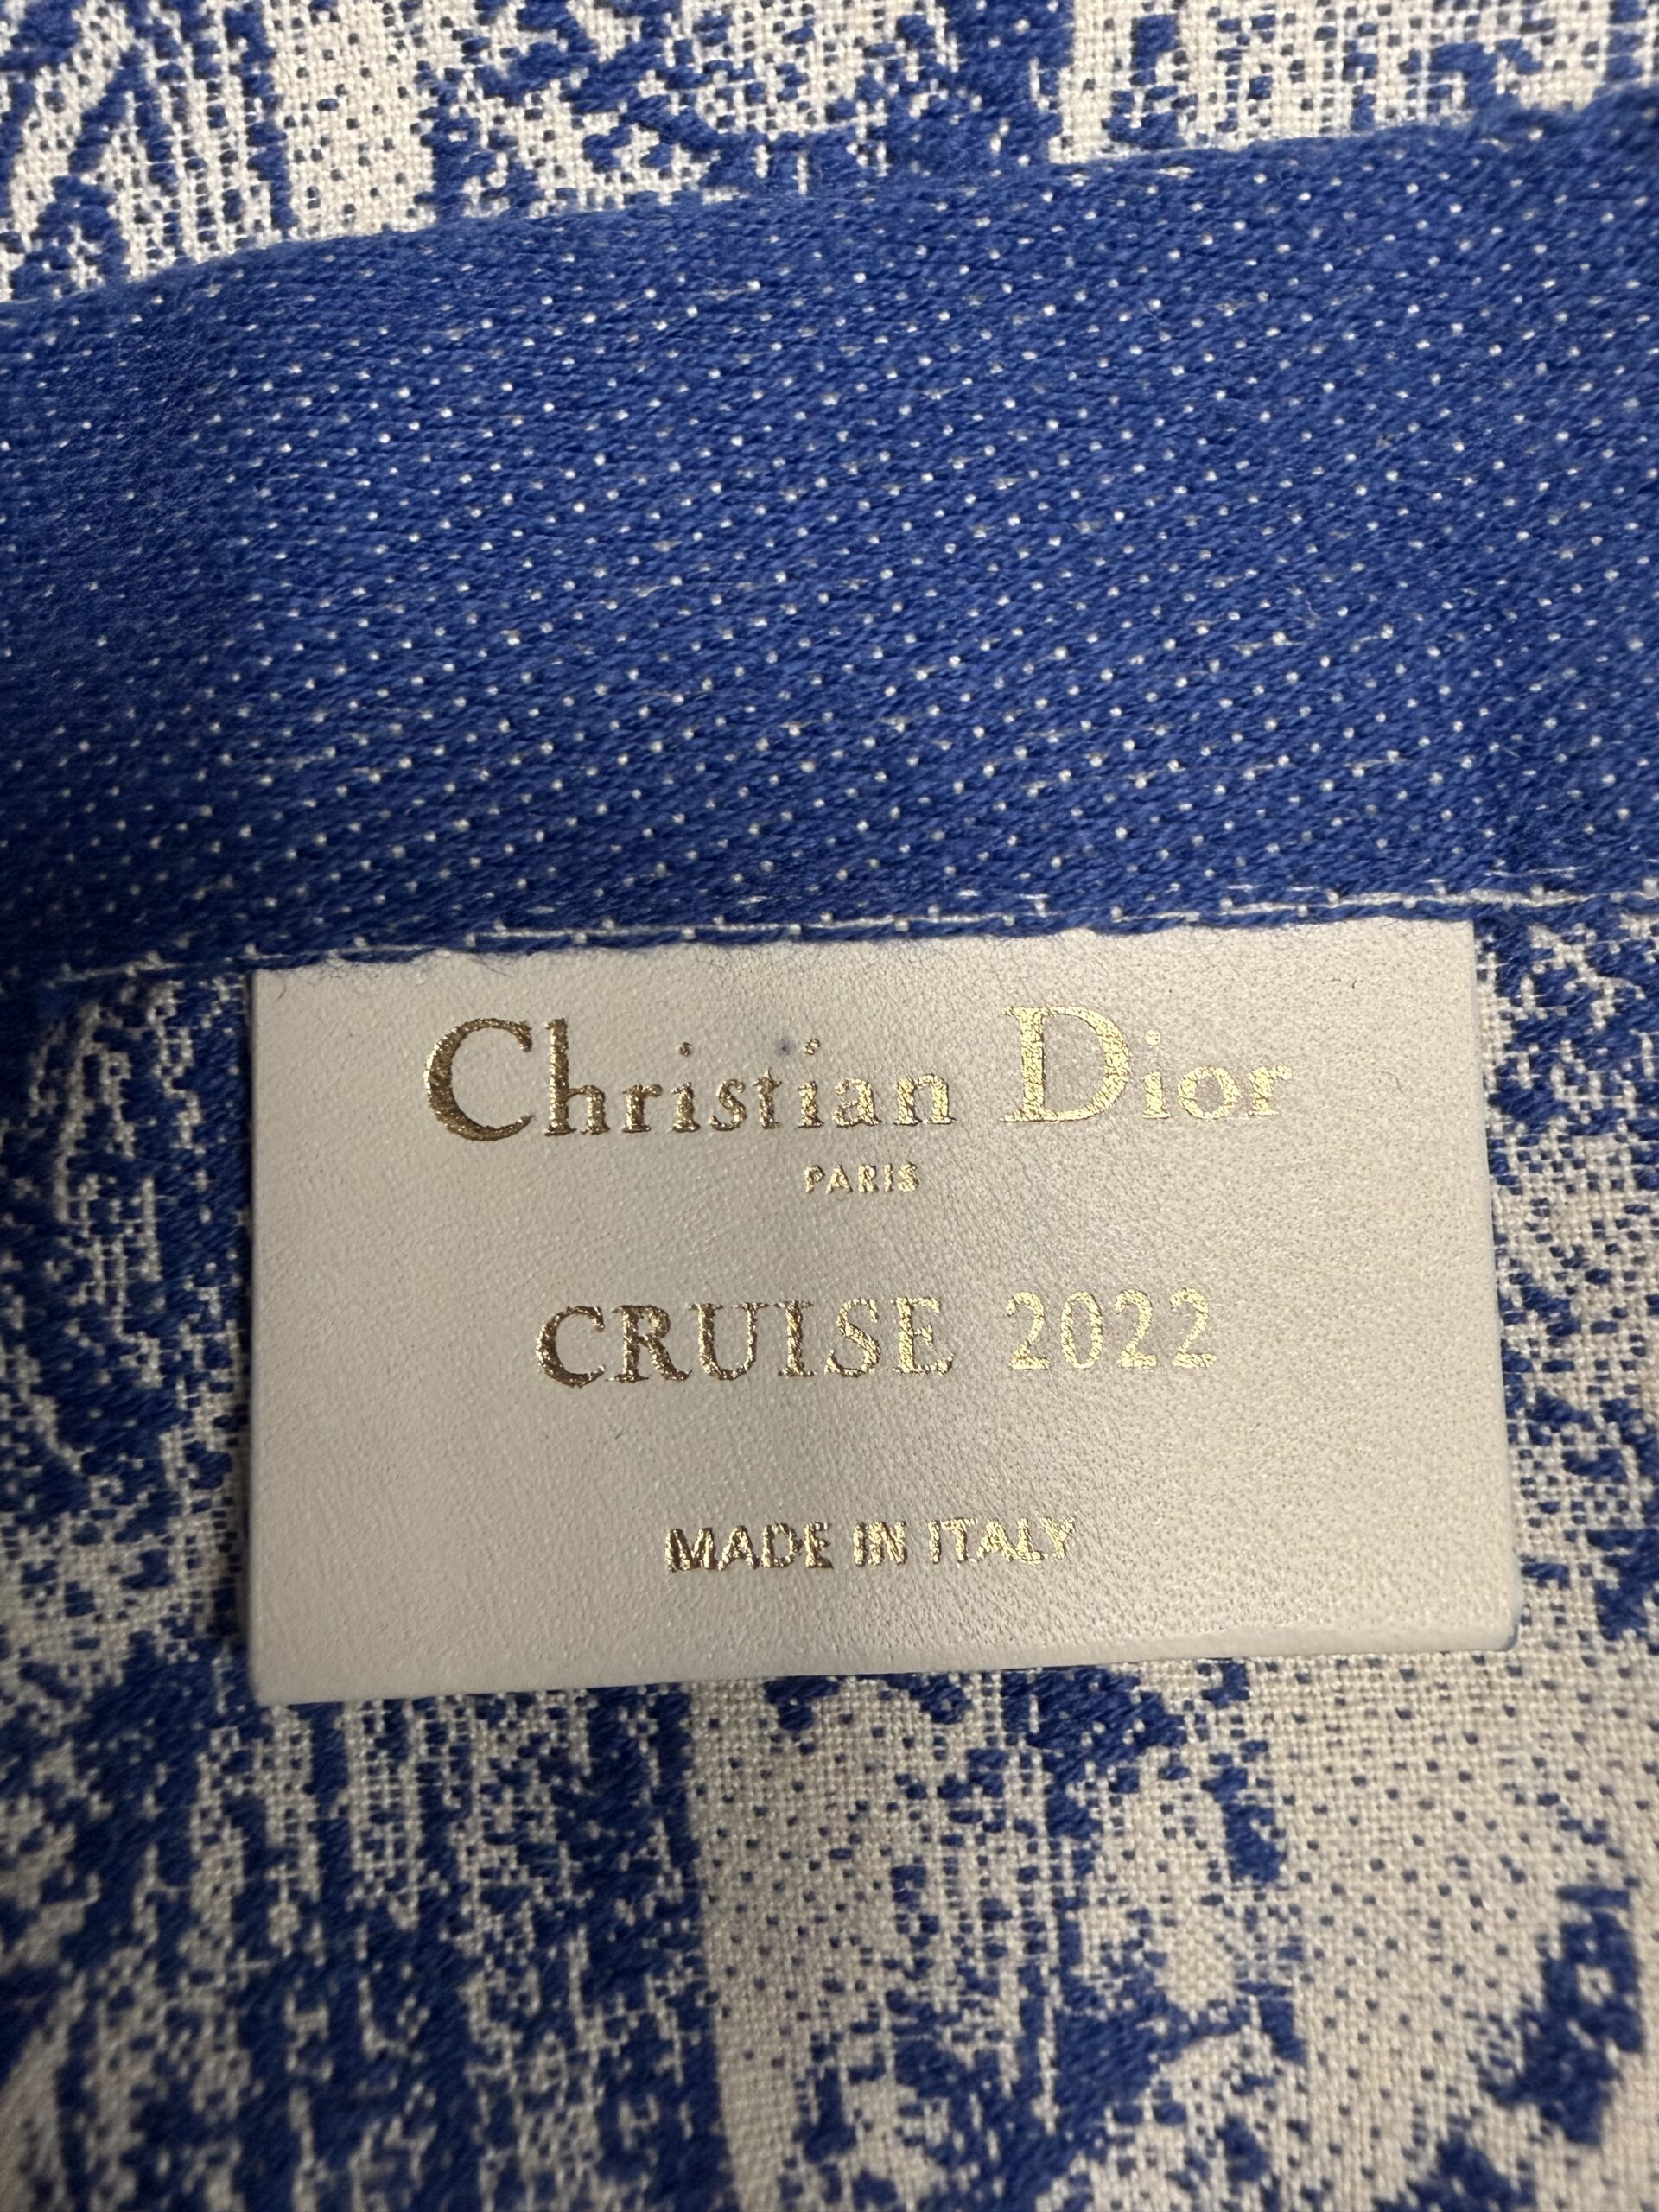 Christian Dior
PARIS
CRUISE 2022
MADE IN ITALY